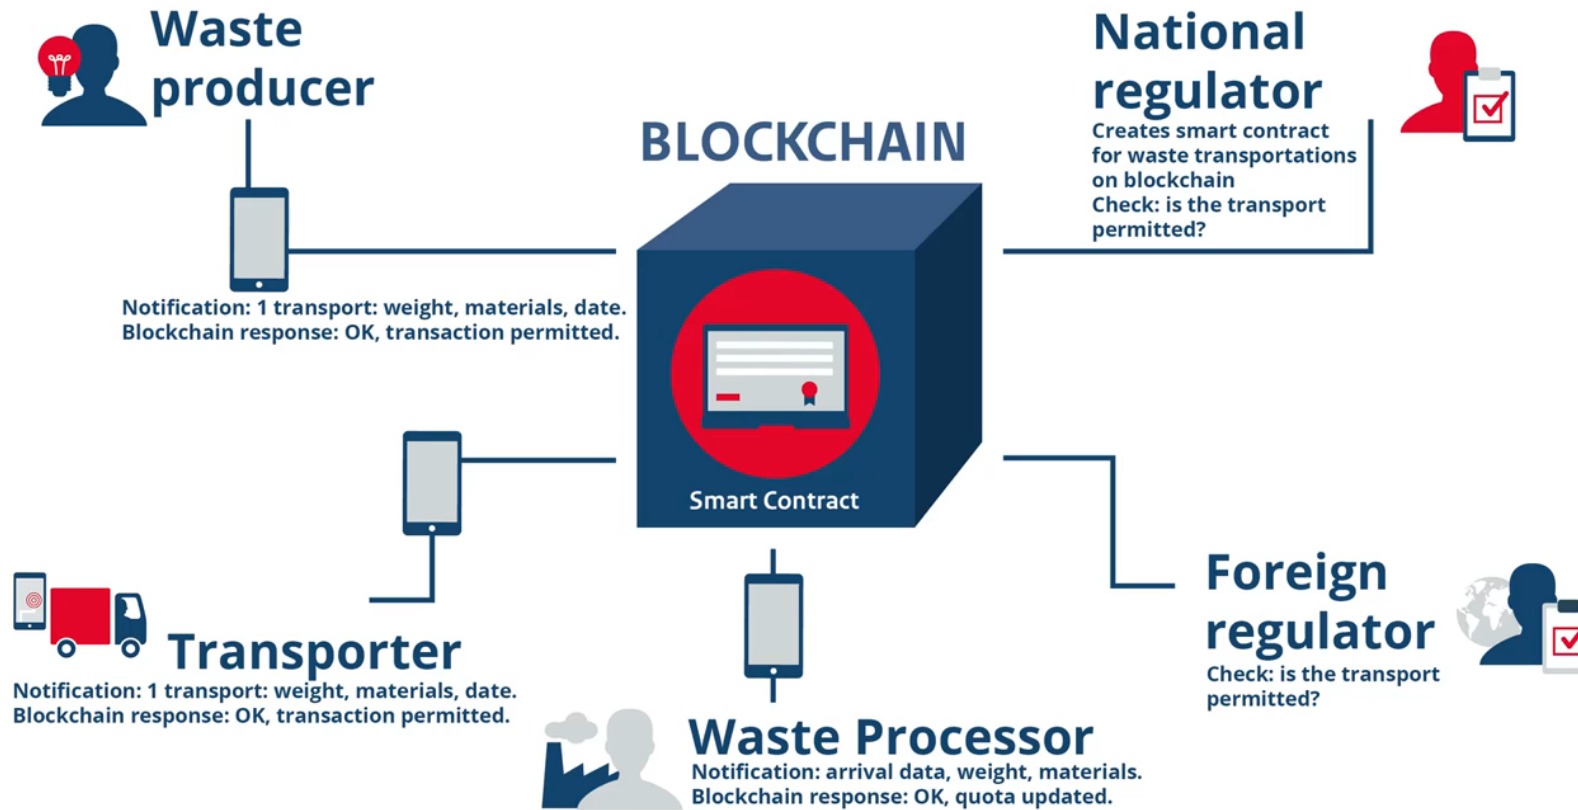 Waste
producer
Notification: 1 transport: weight, materials, date.
Blockchain response: OK, transaction permitted.
BLOCKCHAIN
Smart Contract
National
regulator
Creates smart contract
for waste transportations
on blockchain
Check: is the transport
permitted?
Transporter
Notification: 1 transport: weight, materials, date.
Blockchain response: OK, transaction permitted.
Waste Processor
Notification: arrival data, weight, materials.
Blockchain response: OK, quota updated.
Foreign
regulator
Check: is the transport
permitted?